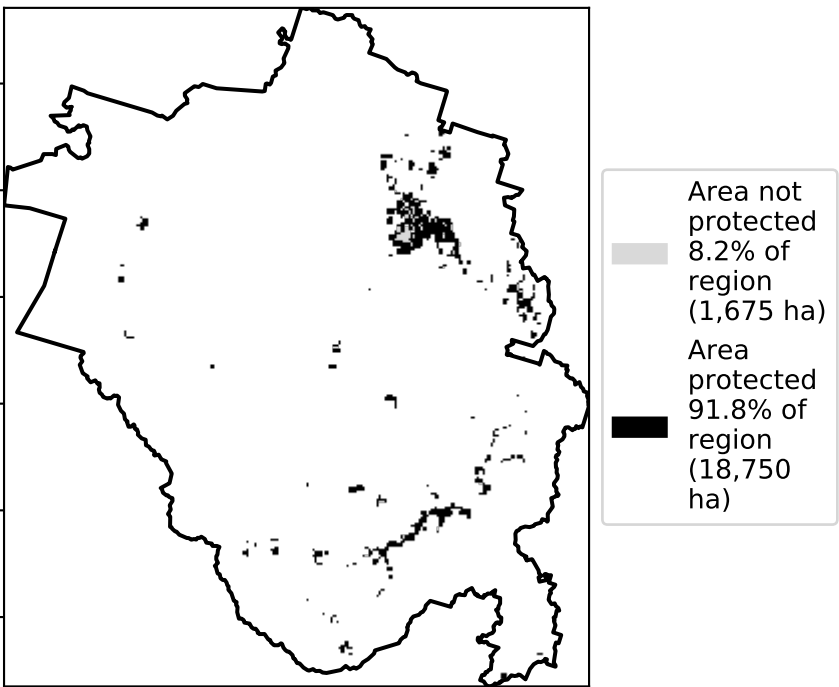 Area not
protected
8.2% of
region
(1,675 ha)
Area
protected
91.8% of
region
(18,750
ha)